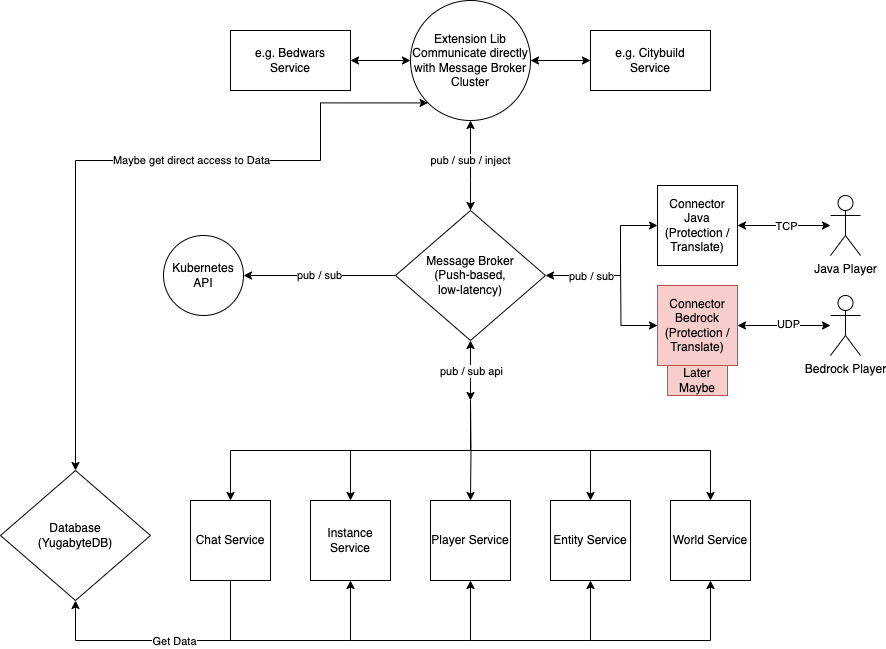 e.g. Bedwars
Service
Extension Lib
Communicate directly
with Message Broker
Cluster
e.g. Citybuild
Service
Maybe get direct access to Data
pub / sub / inject
Connector
Java
(Protection /
Translate)
TCP
Java Player
Kubernetes
API
pub / sub
Message Broker
(Push-based,
low-latency)
pub / sub
Connector
Bedrock
(Protection /
Translate)
UDP
Bedrock Player
Later
Maybe
pub / sub api
Database
(YugabyteDB)
Chat Service
Instance
Service
Player Service
Entity Service
World Service
Get Data